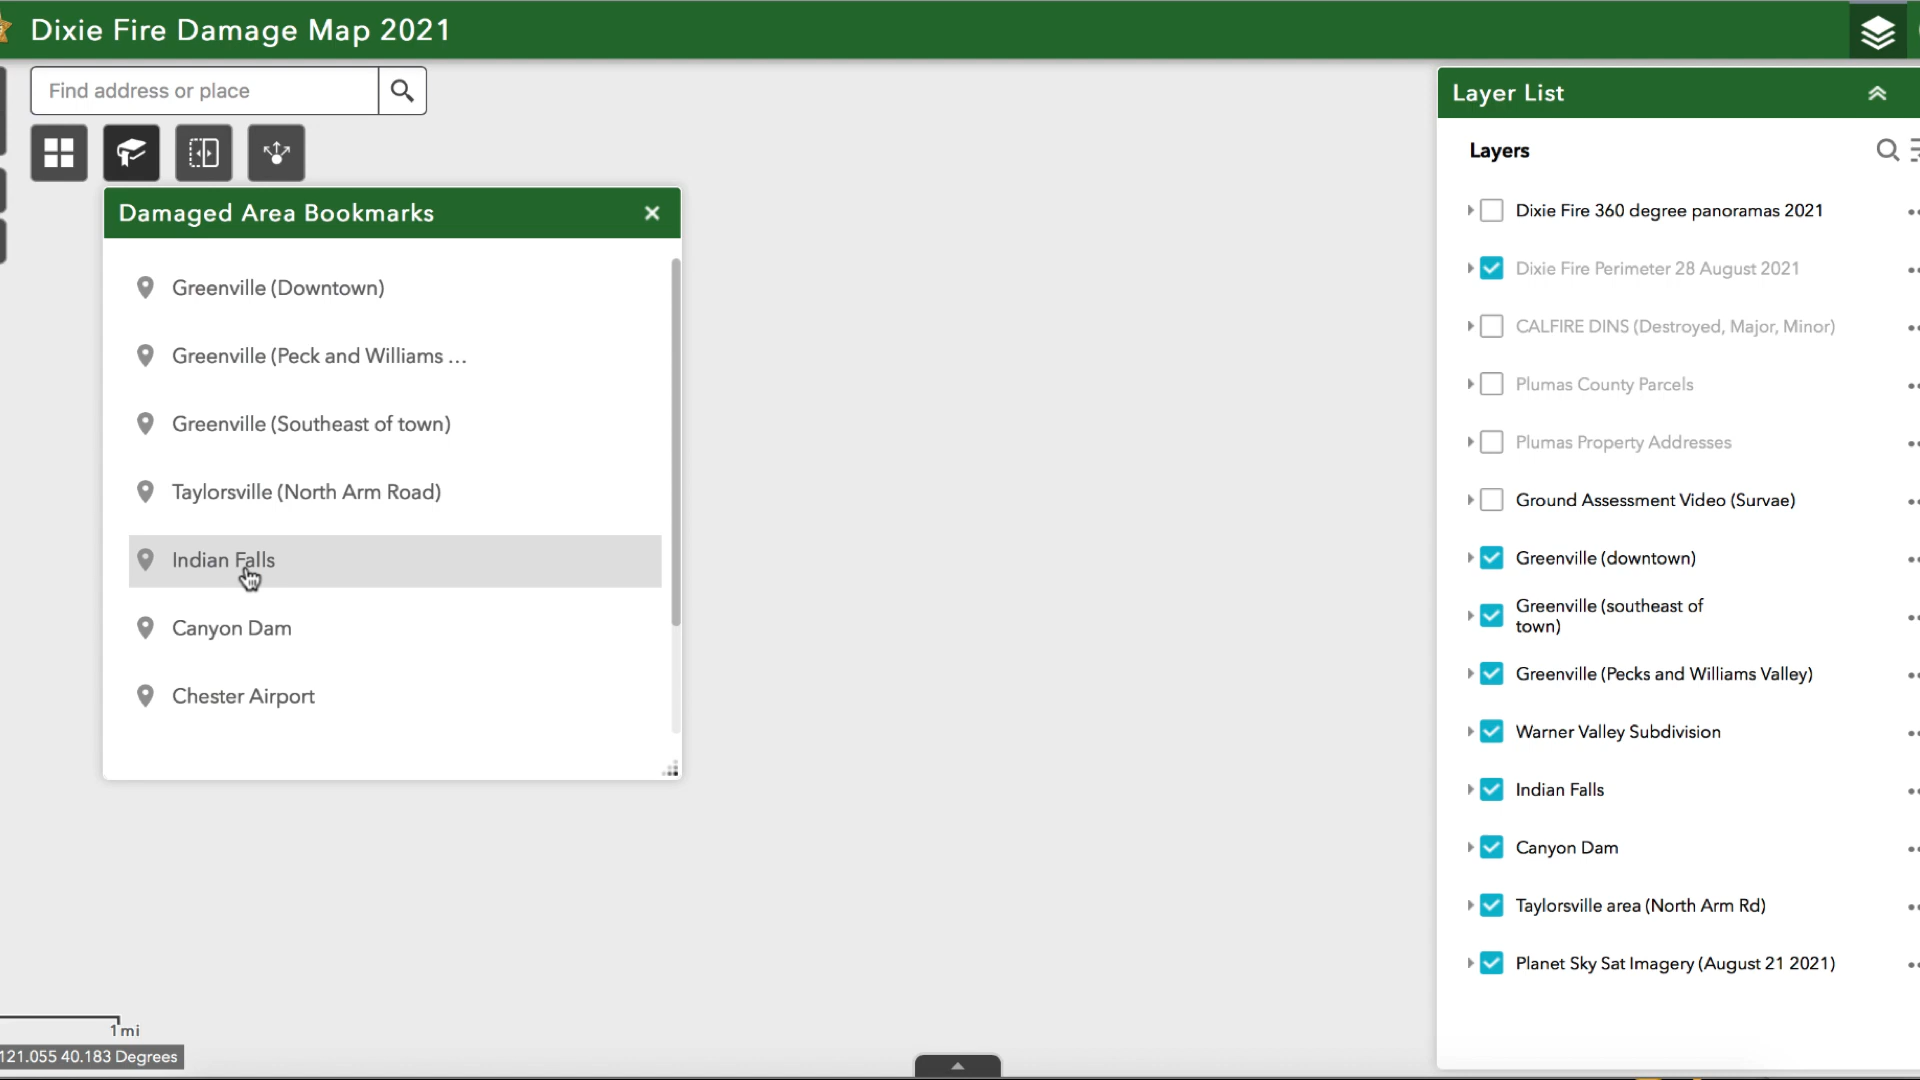 Dixie Fire Damage Map 2021
Find address or place
Damaged Area Bookmarks
Greenville (Downtown)
Greenville (Peck and Williams ...
Greenville (Southeast of town)
Taylorsville (North Arm Road)
Indian Falls
Canyon Dam
Chester Airport
1 mi
121.055 40.183 Degrees
Layer List
Layers
Dixie Fire 360 degree panoramas 2021
Dixie Fire Perimeter 28 August 2021
CALFIRE DINS (Destroyed, Major, Minor)
Plumas County Parcels
Plumas Property Addresses
Ground Assessment Video (Survae)
Greenville (downtown)
Greenville (southeast of
town)
Greenville (Pecks and Williams Valley)
Warner Valley Subdivision
Indian Falls
Canyon Dam
Taylorsville area (North Arm Rd)
Planet Sky Sat Imagery (August 21 2021)